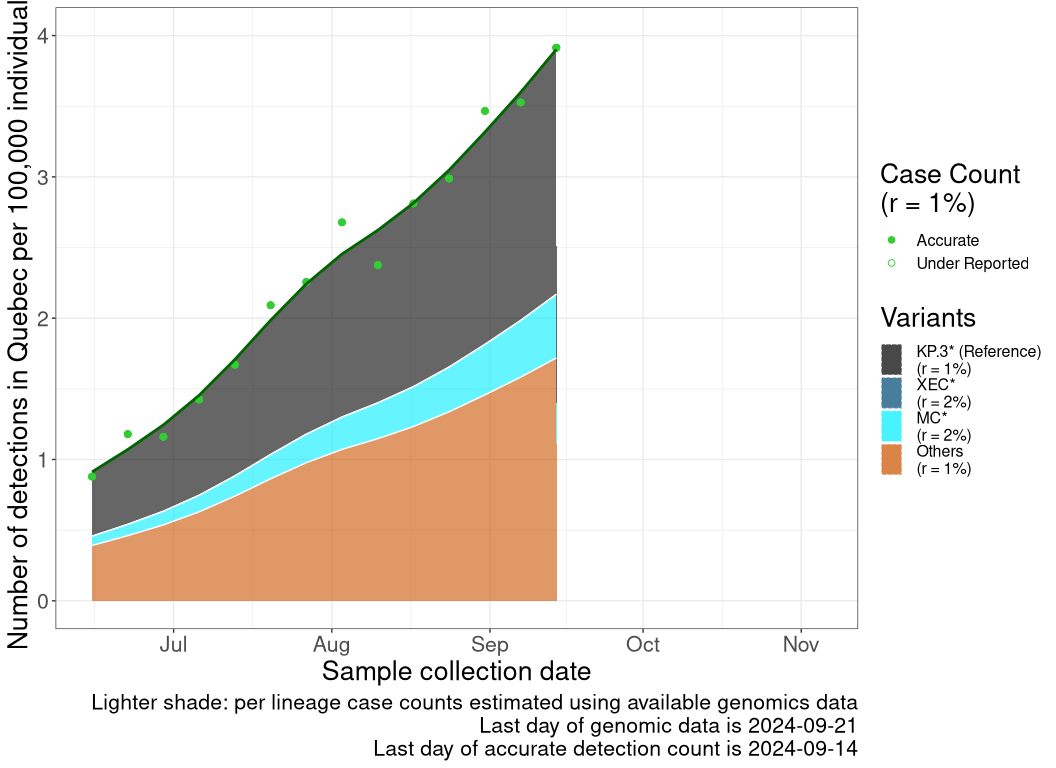 Number of detections in Quebec per 100,000 individual
4
3
2
1
0
Jul
Aug
Sep
Oct
Nov
Sample collection date
Lighter shade: per lineage case counts estimated using available genomics data
Last day of genomic data is 2024-09-21
Last day of accurate detection count is 2024-09-14
Case Count
(r = 1%)
Accurate
Under Reported
Variants
KP.3* (Reference)
(r = 1%)
XEC*
(r = 2%)
MC*
(r = 2%)
Others
(r = 1%)